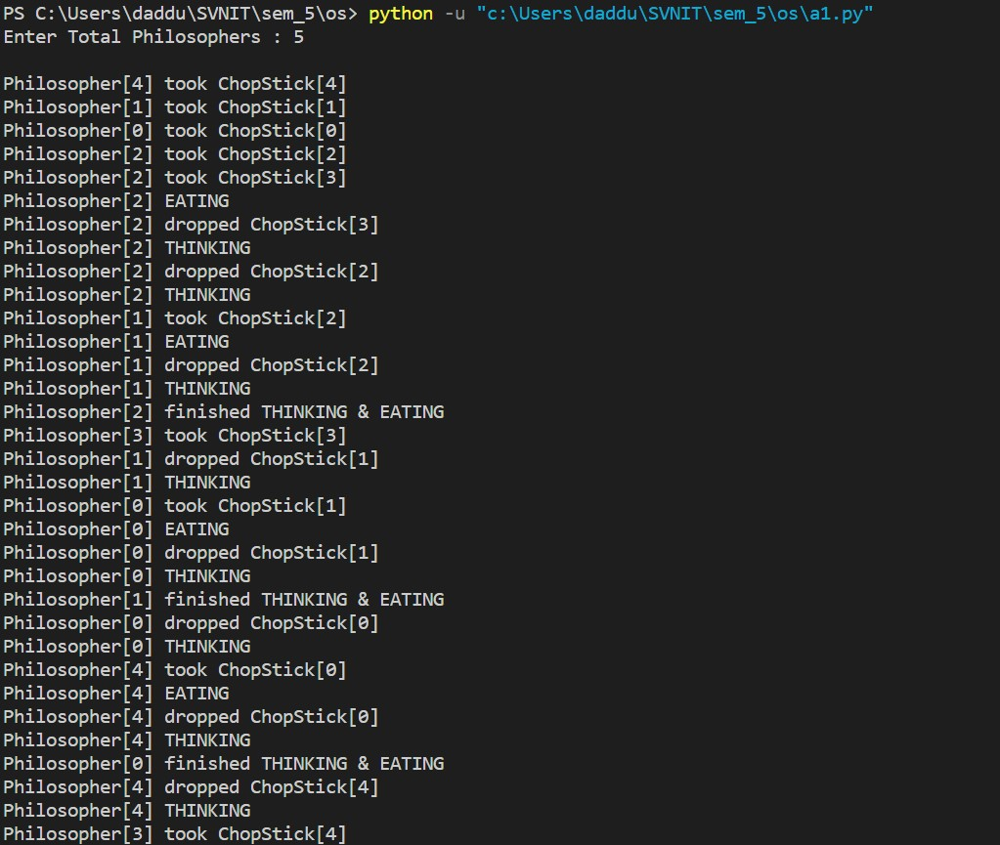 PS C:\Users\daddu\SVNIT\sem_5\os> python -u "c:\Users\daddu\SVNIT\sem_5\os\a1.py"
Enter Total Philosophers : 5
Philosopher[4] took ChopStick[4]
Philosopher[1] took ChopStick[1]
Philosopher[0] took ChopStick[0]
Philosopher[2] took ChopStick[2]
Philosopher[2] took ChopStick[3]
Philosopher[2] EATING
Philosopher[2] dropped ChopStick[3]
Philosopher[2] THINKING
Philosopher[2] dropped ChopStick[2]
Philosopher[2] THINKING
Philosopher[1] took ChopStick[2]
Philosopher[1] EATING
Philosopher[1] dropped ChopStick[2]
Philosopher[1] THINKING
Philosopher[2] finished THINKING & EATING
Philosopher[3] took ChopStick[3]
Philosopher[1] dropped ChopStick[1]
Philosopher[1] THINKING
Philosopher[0] took ChopStick[1]
Philosopher[0] EATING
Philosopher[0] dropped ChopStick[1]
Philosopher[0] THINKING
Philosopher[1] finished THINKING & EATING
Philosopher[0] dropped ChopStick[0]
Philosopher[0] THINKING
Philosopher[4] took ChopStick[0]
Philosopher[4] EATING
Philosopher[4] dropped ChopStick[0]
Philosopher[4] THINKING
Philosopher[0] finished THINKING & EATING
Philosopher[4] dropped ChopStick[4]
Philosopher[4] THINKING
Philosopher[3] took ChopStick[4]